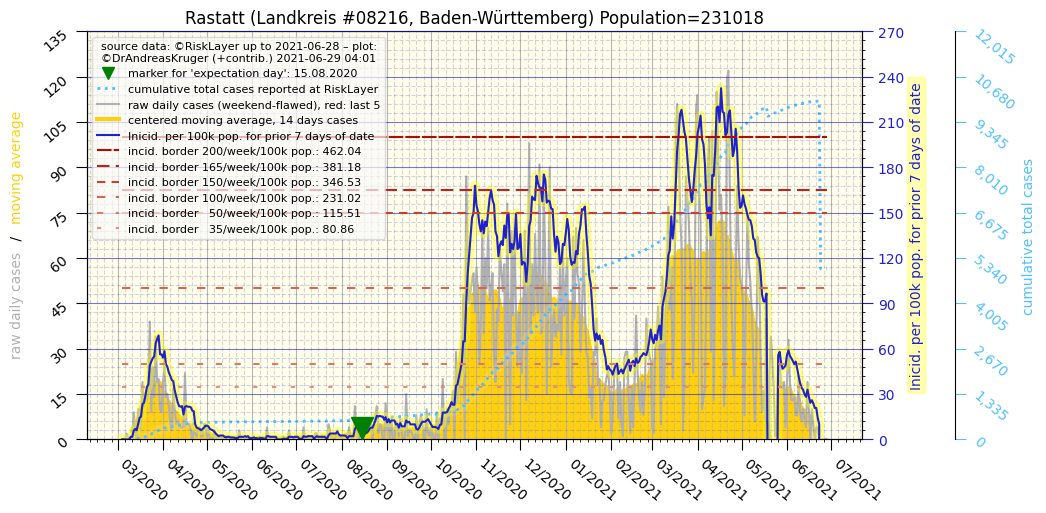 Rastatt (Landkreis #08216, Baden-Württemberg) Population=231018
source data: ©RiskLayer up to 2021-06-28 – plot:
©DrAndreasKruger (+contrib.) 2021-06-29 04:01
marker for 'expectation day': 15.08.2020
cumulative total cases reported at RiskLayer
raw daily cases (weekend-flawed), red: last 5
centered moving average, 14 days cases
Inicid. per 100k pop. for prior 7 days of date
incid. border 200/week/100k pop.: 462.04
incid. border 165/week/100k pop.: 381.18
incid. border 150/week/100k pop.: 346.53
incid. border 100/week/100k pop.: 231.02
incid. border   50/week/100k pop.: 115.51
incid. border   35/week/100k pop.: 80.86
raw daily cases / moving average
135
120
105
90
75
60
45
30
15
0
03/2020
04/2020
05/2020
06/2020
07/2020
08/2020
09/2020
10/2020
11/2020
12/2020
01/2021
02/2021
03/2021
04/2021
05/2021
06/2021
07/2021
270
240
210
180
150
120
90
60
30
0
Inicid. per 100k pop. for prior 7 days of date
12,015
10,680
9,345
8,010
6,675
5,340
4,005
2,670
1,335
0
cumulative total cases